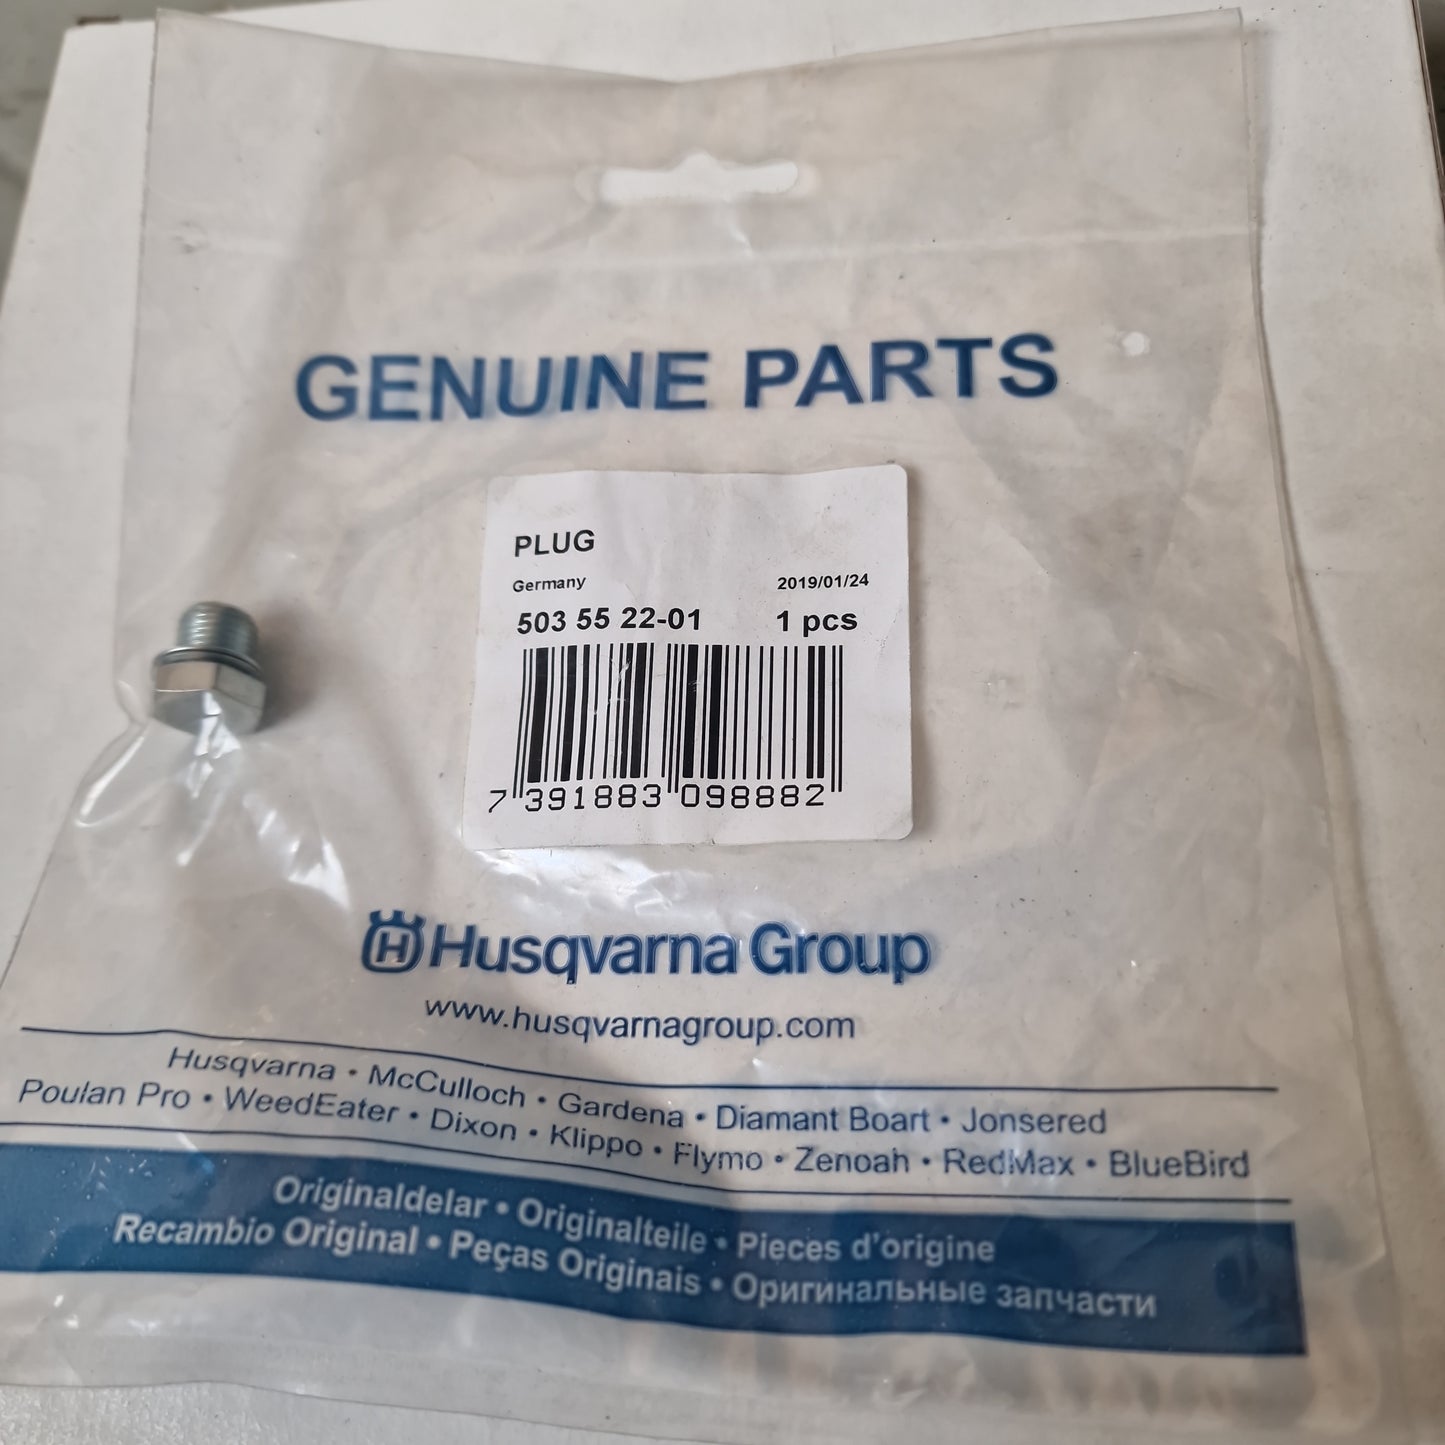 GENUINE PARTS
PLUG
Germany 2019/01/24
503 55 22-01 1 pcs
7 391883 098882
H Husqvarna Group
www.husqvarnagroup.com
Husqvarna • McCulloch • Gardena • Diamant Boart • Jonsered
Poulan Pro • WeedEater • Dixon • Klippo • Flymo • Zenoah • RedMax • BlueBird
Originaldelar • Originalteile • Pieces d'origine
Recambio Original • Peças Originais • Оригинальные запчасти